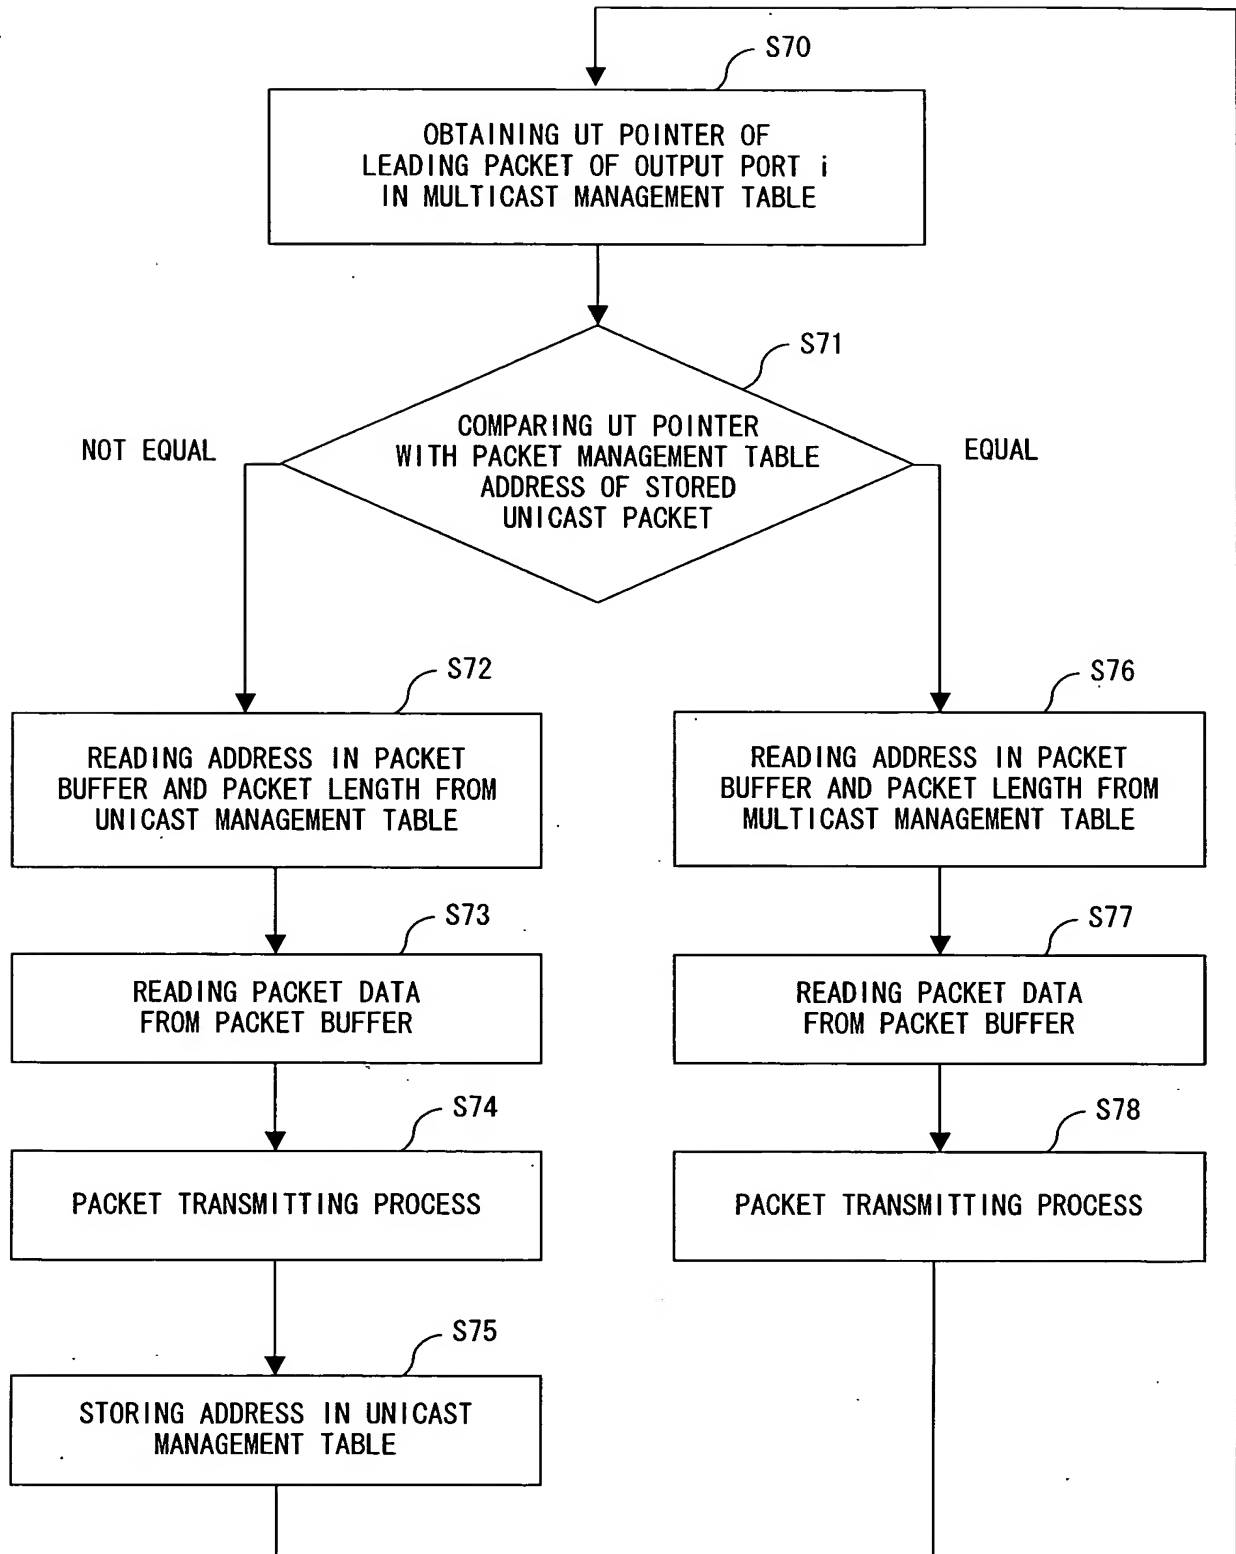 S70
OBTAINING UT POINTER OF
LEADING PACKET OF OUTPUT PORT i
IN MULTICAST MANAGEMENT TABLE
S71
COMPARING UT POINTER
WITH PACKET MANAGEMENT TABLE
ADDRESS OF STORED
UNICAST PACKET
NOT EQUAL
EQUAL
S72
READING ADDRESS IN PACKET
BUFFER AND PACKET LENGTH FROM
UNICAST MANAGEMENT TABLE
S76
READING ADDRESS IN PACKET
BUFFER AND PACKET LENGTH FROM
MULTICAST MANAGEMENT TABLE
S73
READING PACKET DATA
FROM PACKET BUFFER
S77
READING PACKET DATA
FROM PACKET BUFFER
S74
PACKET TRANSMITTING PROCESS
S78
PACKET TRANSMITTING PROCESS
S75
STORING ADDRESS IN UNICAST
MANAGEMENT TABLE